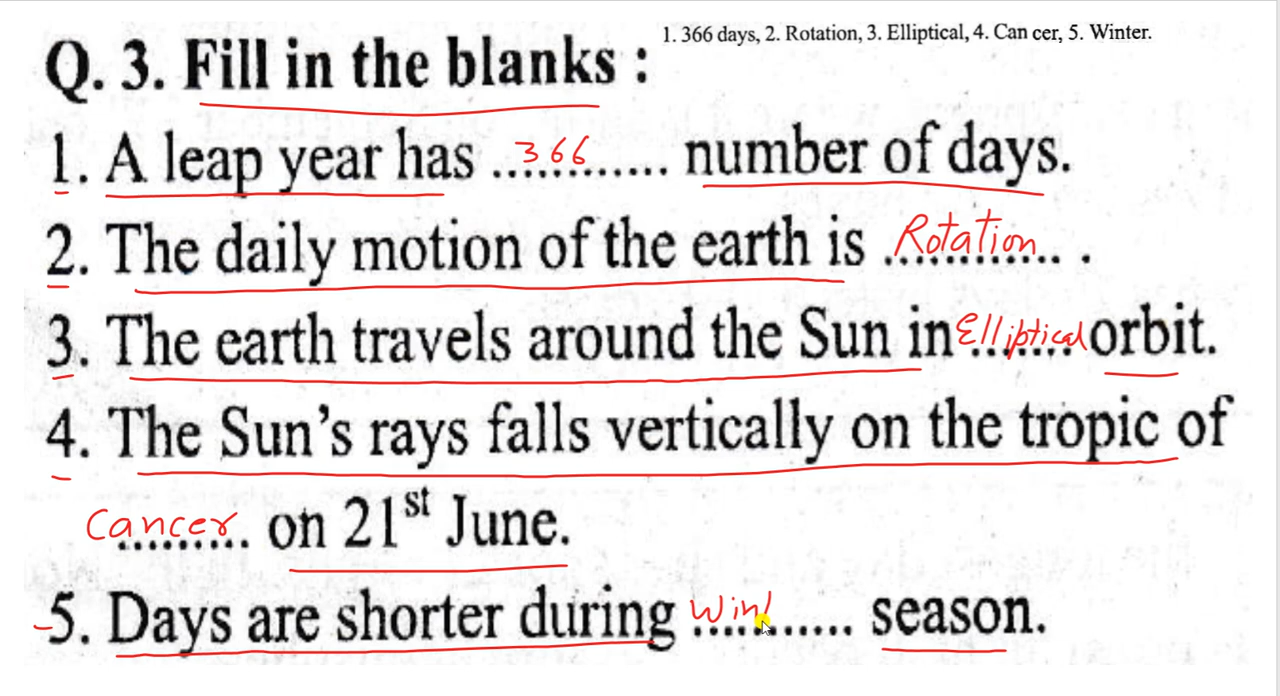 Q. 3. Fill in the blanks :
1. 366 days, 2. Rotation, 3. Elliptical, 4. Can cer, 5. Winter.
1. A leap year has ...366... number of days.
2. The daily motion of the earth is ...Rotation... .
3. The earth travels around the Sun in ...Elliptical... orbit.
4. The Sun's rays falls vertically on the tropic of
...Cancer... on 21st June.
5. Days are shorter during ...Wint... season.